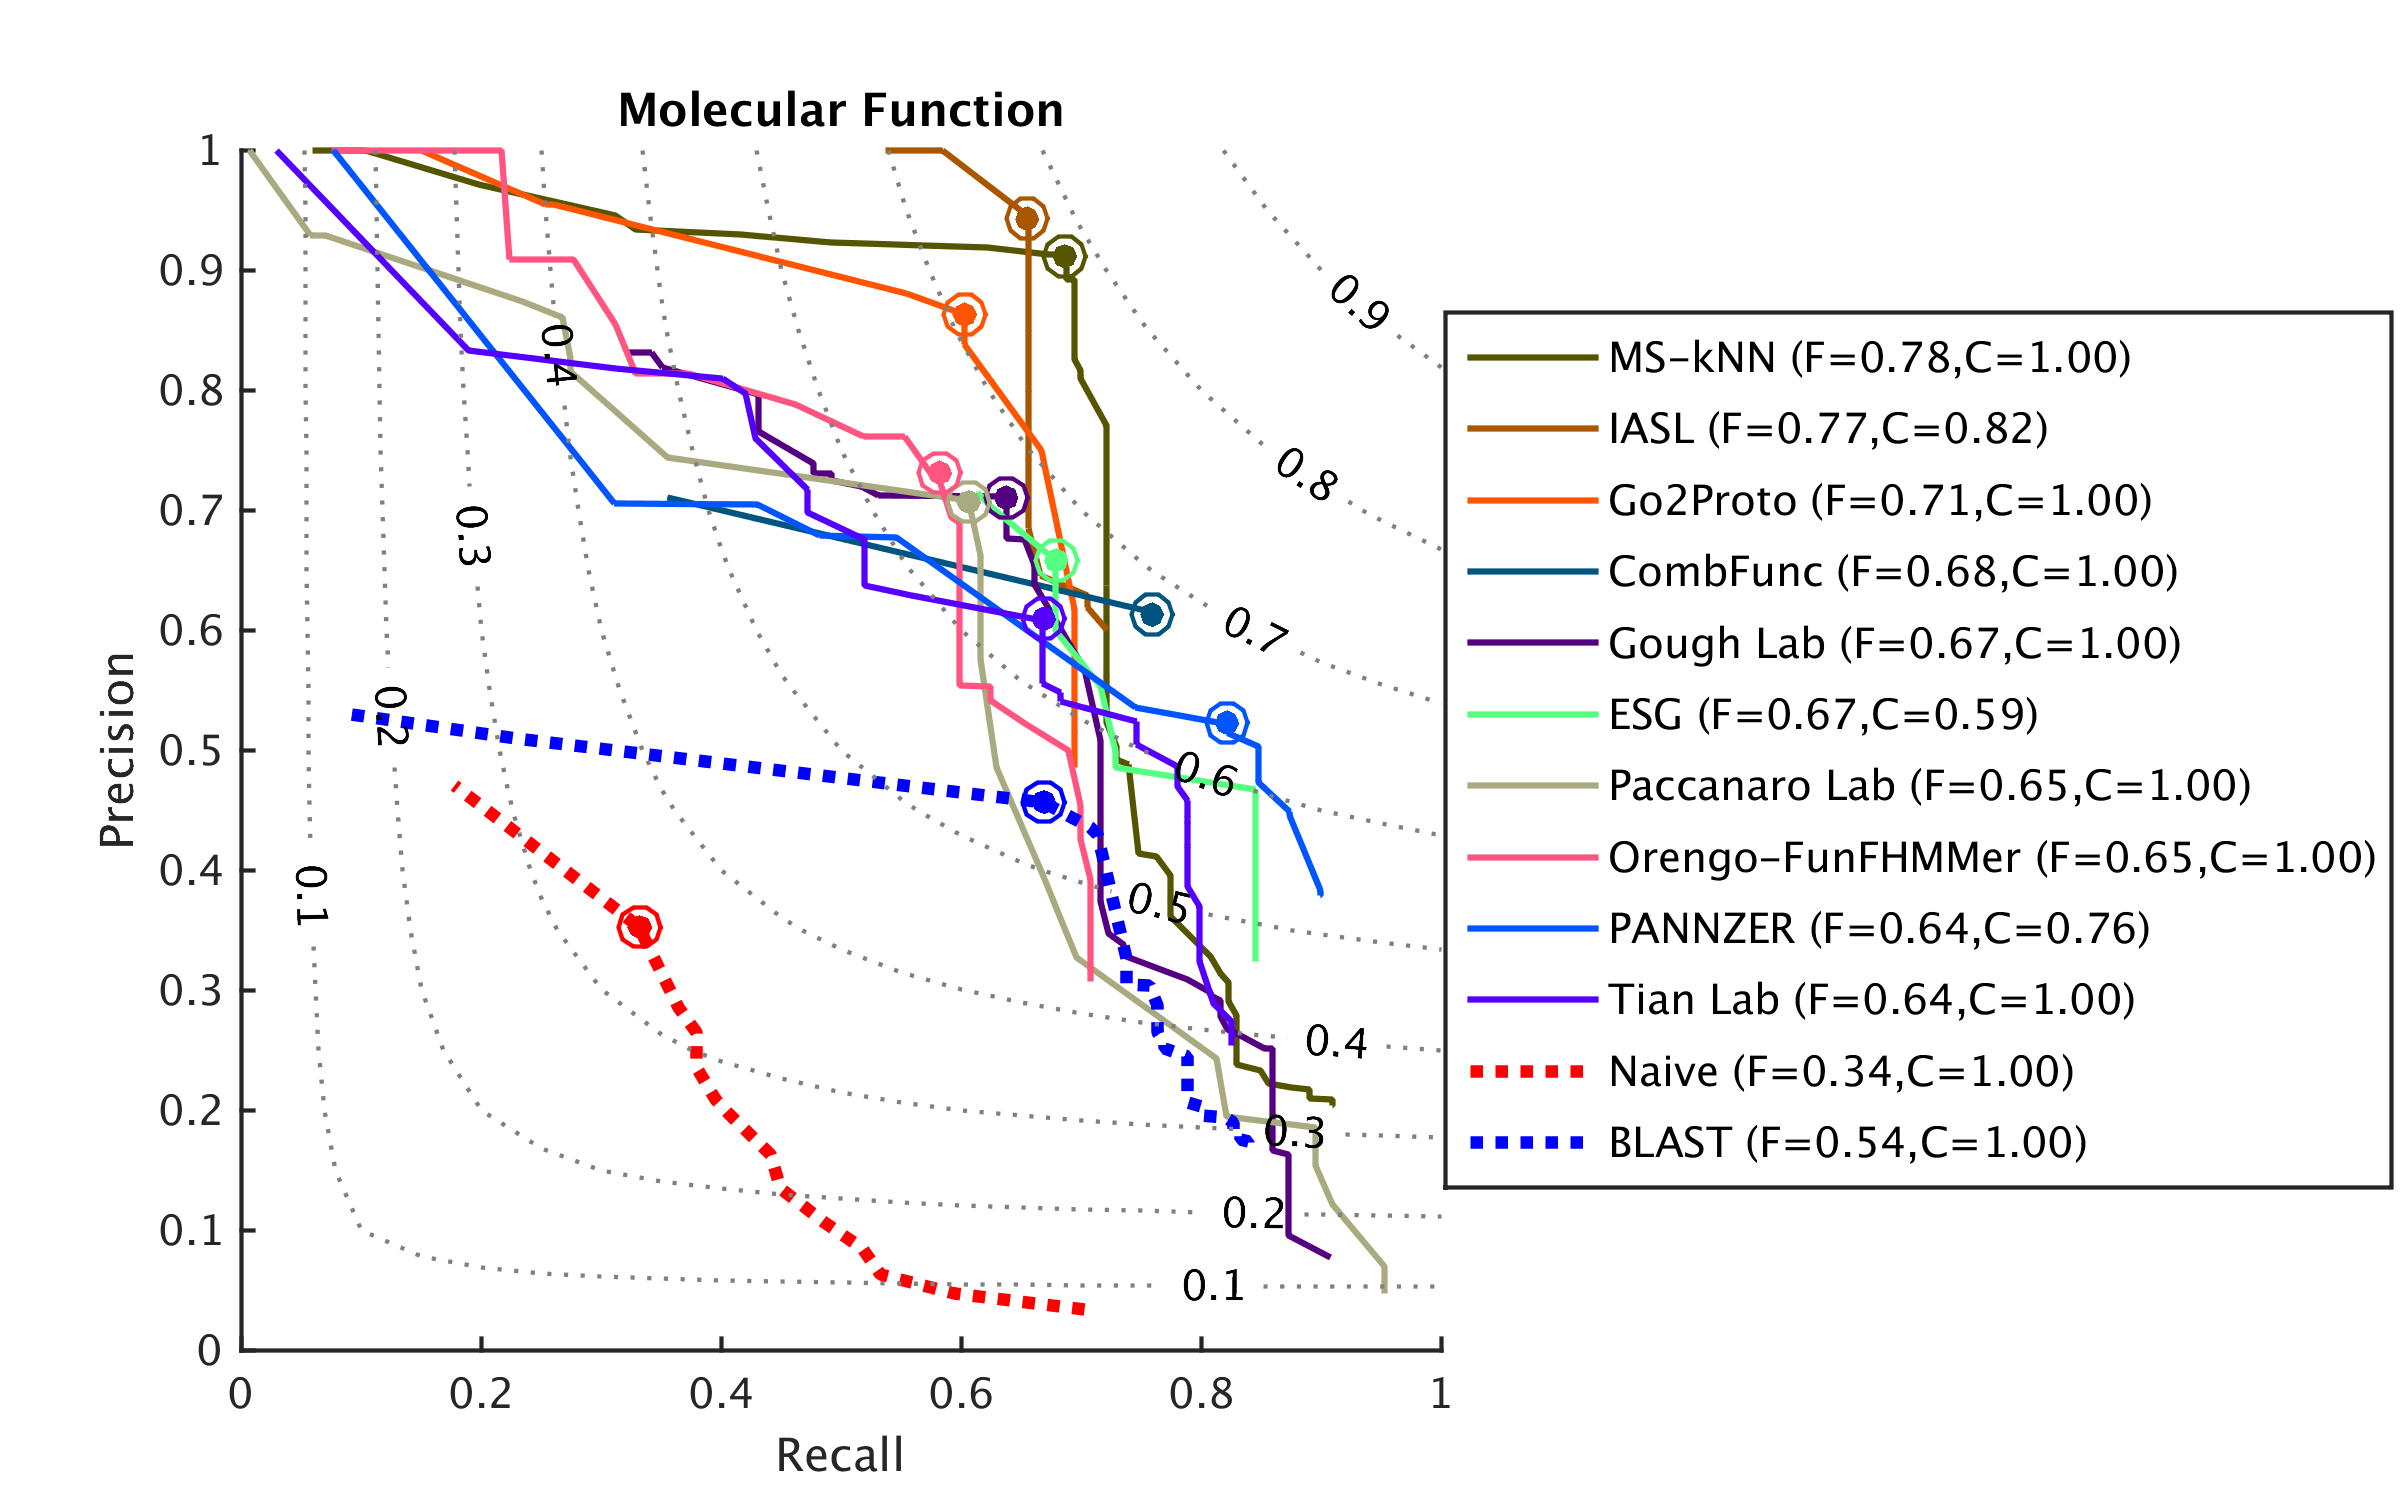 Molecular Function
Precision
1
0.9
0.8
0.7
0.6
0.5
0.4
0.3
0.2
0.1
0
0
0.2
0.4
0.6
0.8
1
Recall
0.9
0.8
0.7
0.6
0.5
0.4
0.3
0.2
0.1
0.4
0.3
0.2
0.1
MS-kNN (F=0.78,C=1.00)
IASL (F=0.77,C=0.82)
Go2Proto (F=0.71,C=1.00)
CombFunc (F=0.68,C=1.00)
Gough Lab (F=0.67,C=1.00)
ESG (F=0.67,C=0.59)
Paccanaro Lab (F=0.65,C=1.00)
Orengo-FunFHMMer (F=0.65,C=1.00)
PANNZER (F=0.64,C=0.76)
Tian Lab (F=0.64,C=1.00)
Naive (F=0.34,C=1.00)
BLAST (F=0.54,C=1.00)